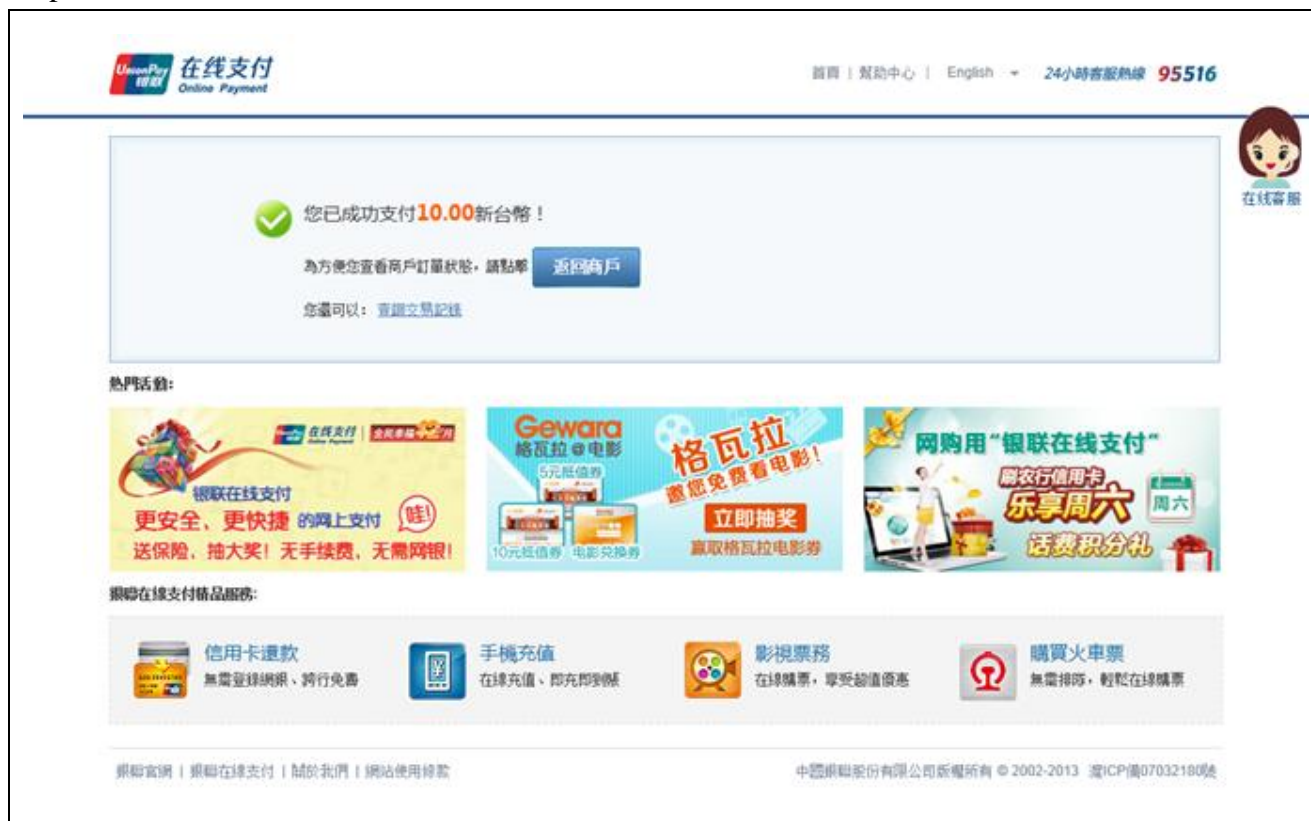 UnionPay 银联 在线支付
Online Payment
首頁 | 幫助中心 | English 24小時客服熱線 95516
在线客服
您已成功支付10.00新台幣！
為方便您查看商戶訂單狀態，請點擊 返回商戶
您還可以： 查詢交易記錄
熱門活動：
在线支付
Online Payment
银联在线支付
更安全、更快捷 的网上支付 哇!
送保险、抽大奖！无手续费，无需网银！
Gewara
格瓦拉@电影
5元抵值券
10元抵值券 电影兑换券
格瓦拉
邀您免费看电影！
立即抽奖
赢取格瓦拉电影券
网购用“银联在线支付”
刷农行信用卡
乐享周六
周六
话费积分礼
銀聯在線支付精品服務：
信用卡還款
無需登錄網銀、跨行免費
手機充值
在線充值、即充即到賬
影視票務
在線購票，享受超值優惠
購買火車票
無需排隊，輕鬆在線購票
銀聯官網 | 銀聯在線支付 | 關於我們 | 網站使用條款
中國銀聯股份有限公司版權所有 © 2002-2013 滬ICP備07032180號